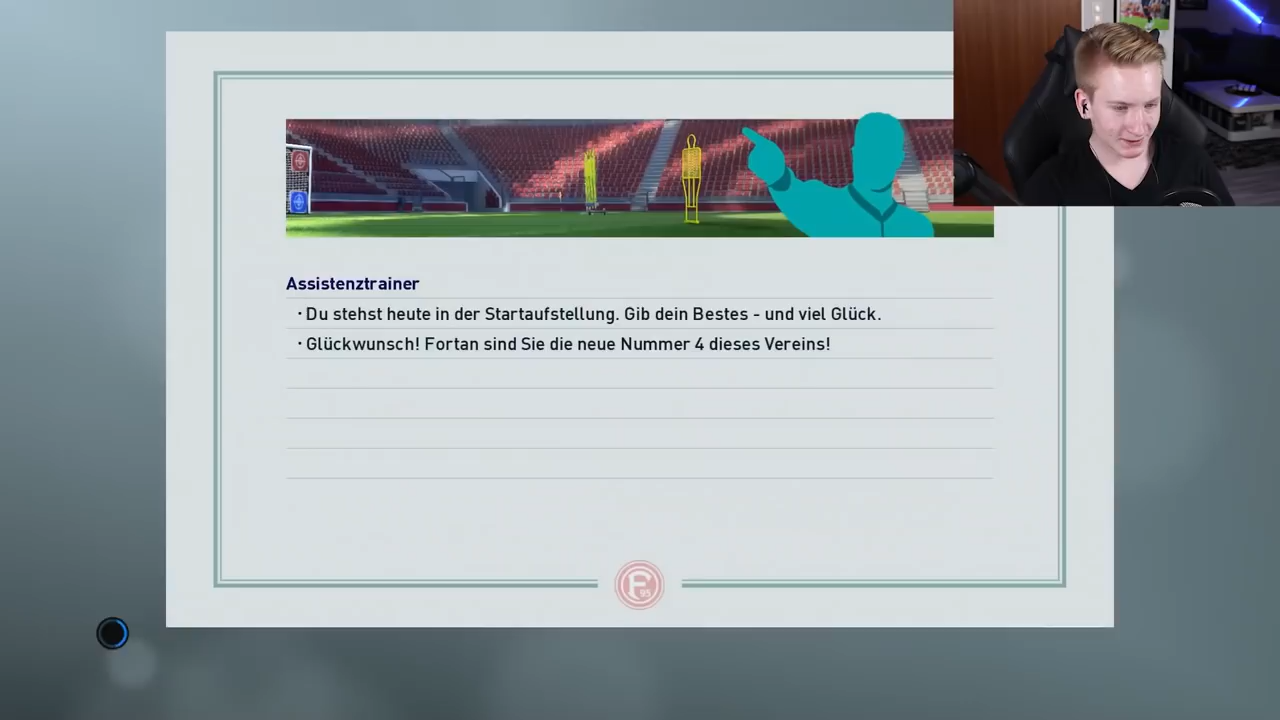 Assistenztrainer
· Du stehst heute in der Startaufstellung. Gib dein Bestes - und viel Glück.
· Glückwunsch! Fortan sind Sie die neue Nummer 4 dieses Vereins!
F 95